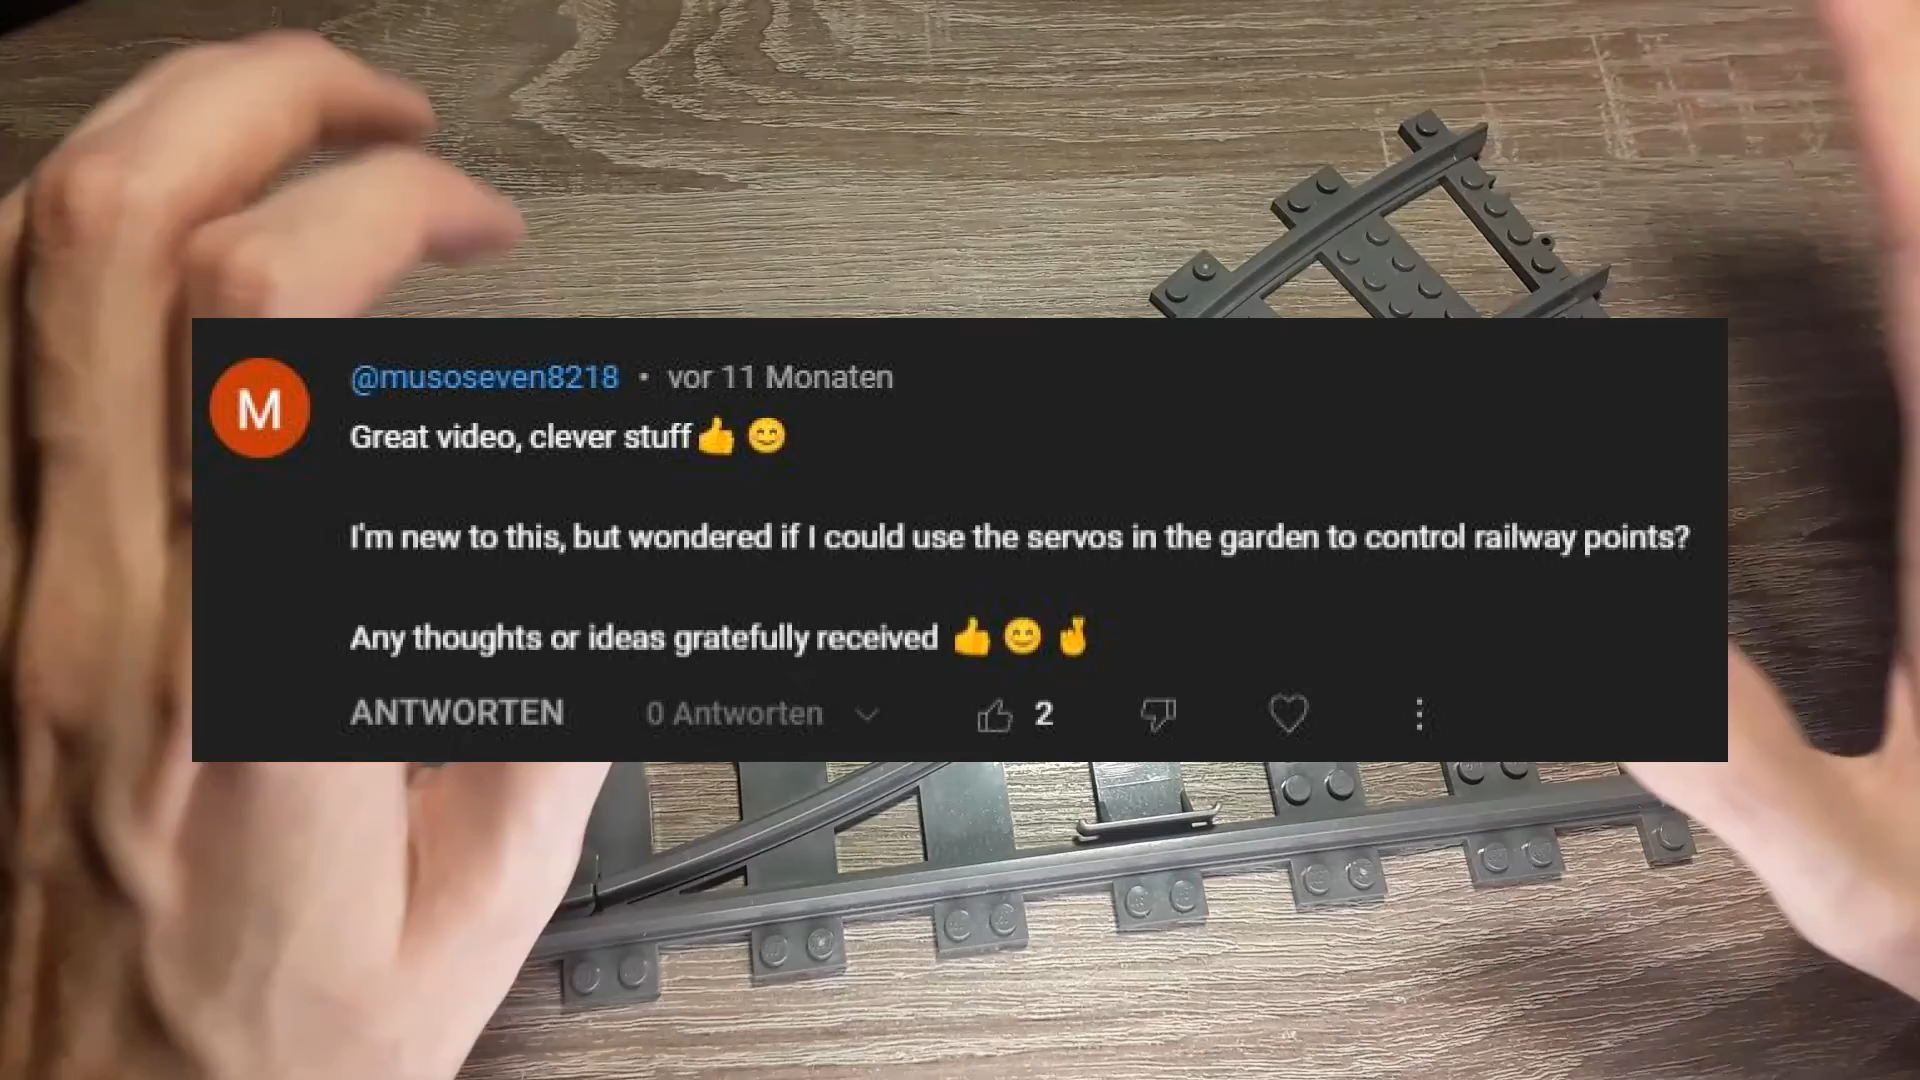 M
@musoseven8218 • vor 11 Monaten
Great video, clever stuff👍 😊
I'm new to this, but wondered if I could use the servos in the garden to control railway points?
Any thoughts or ideas gratefully received 👍 😊 ✌
ANTWORTEN 0 Antworten 2